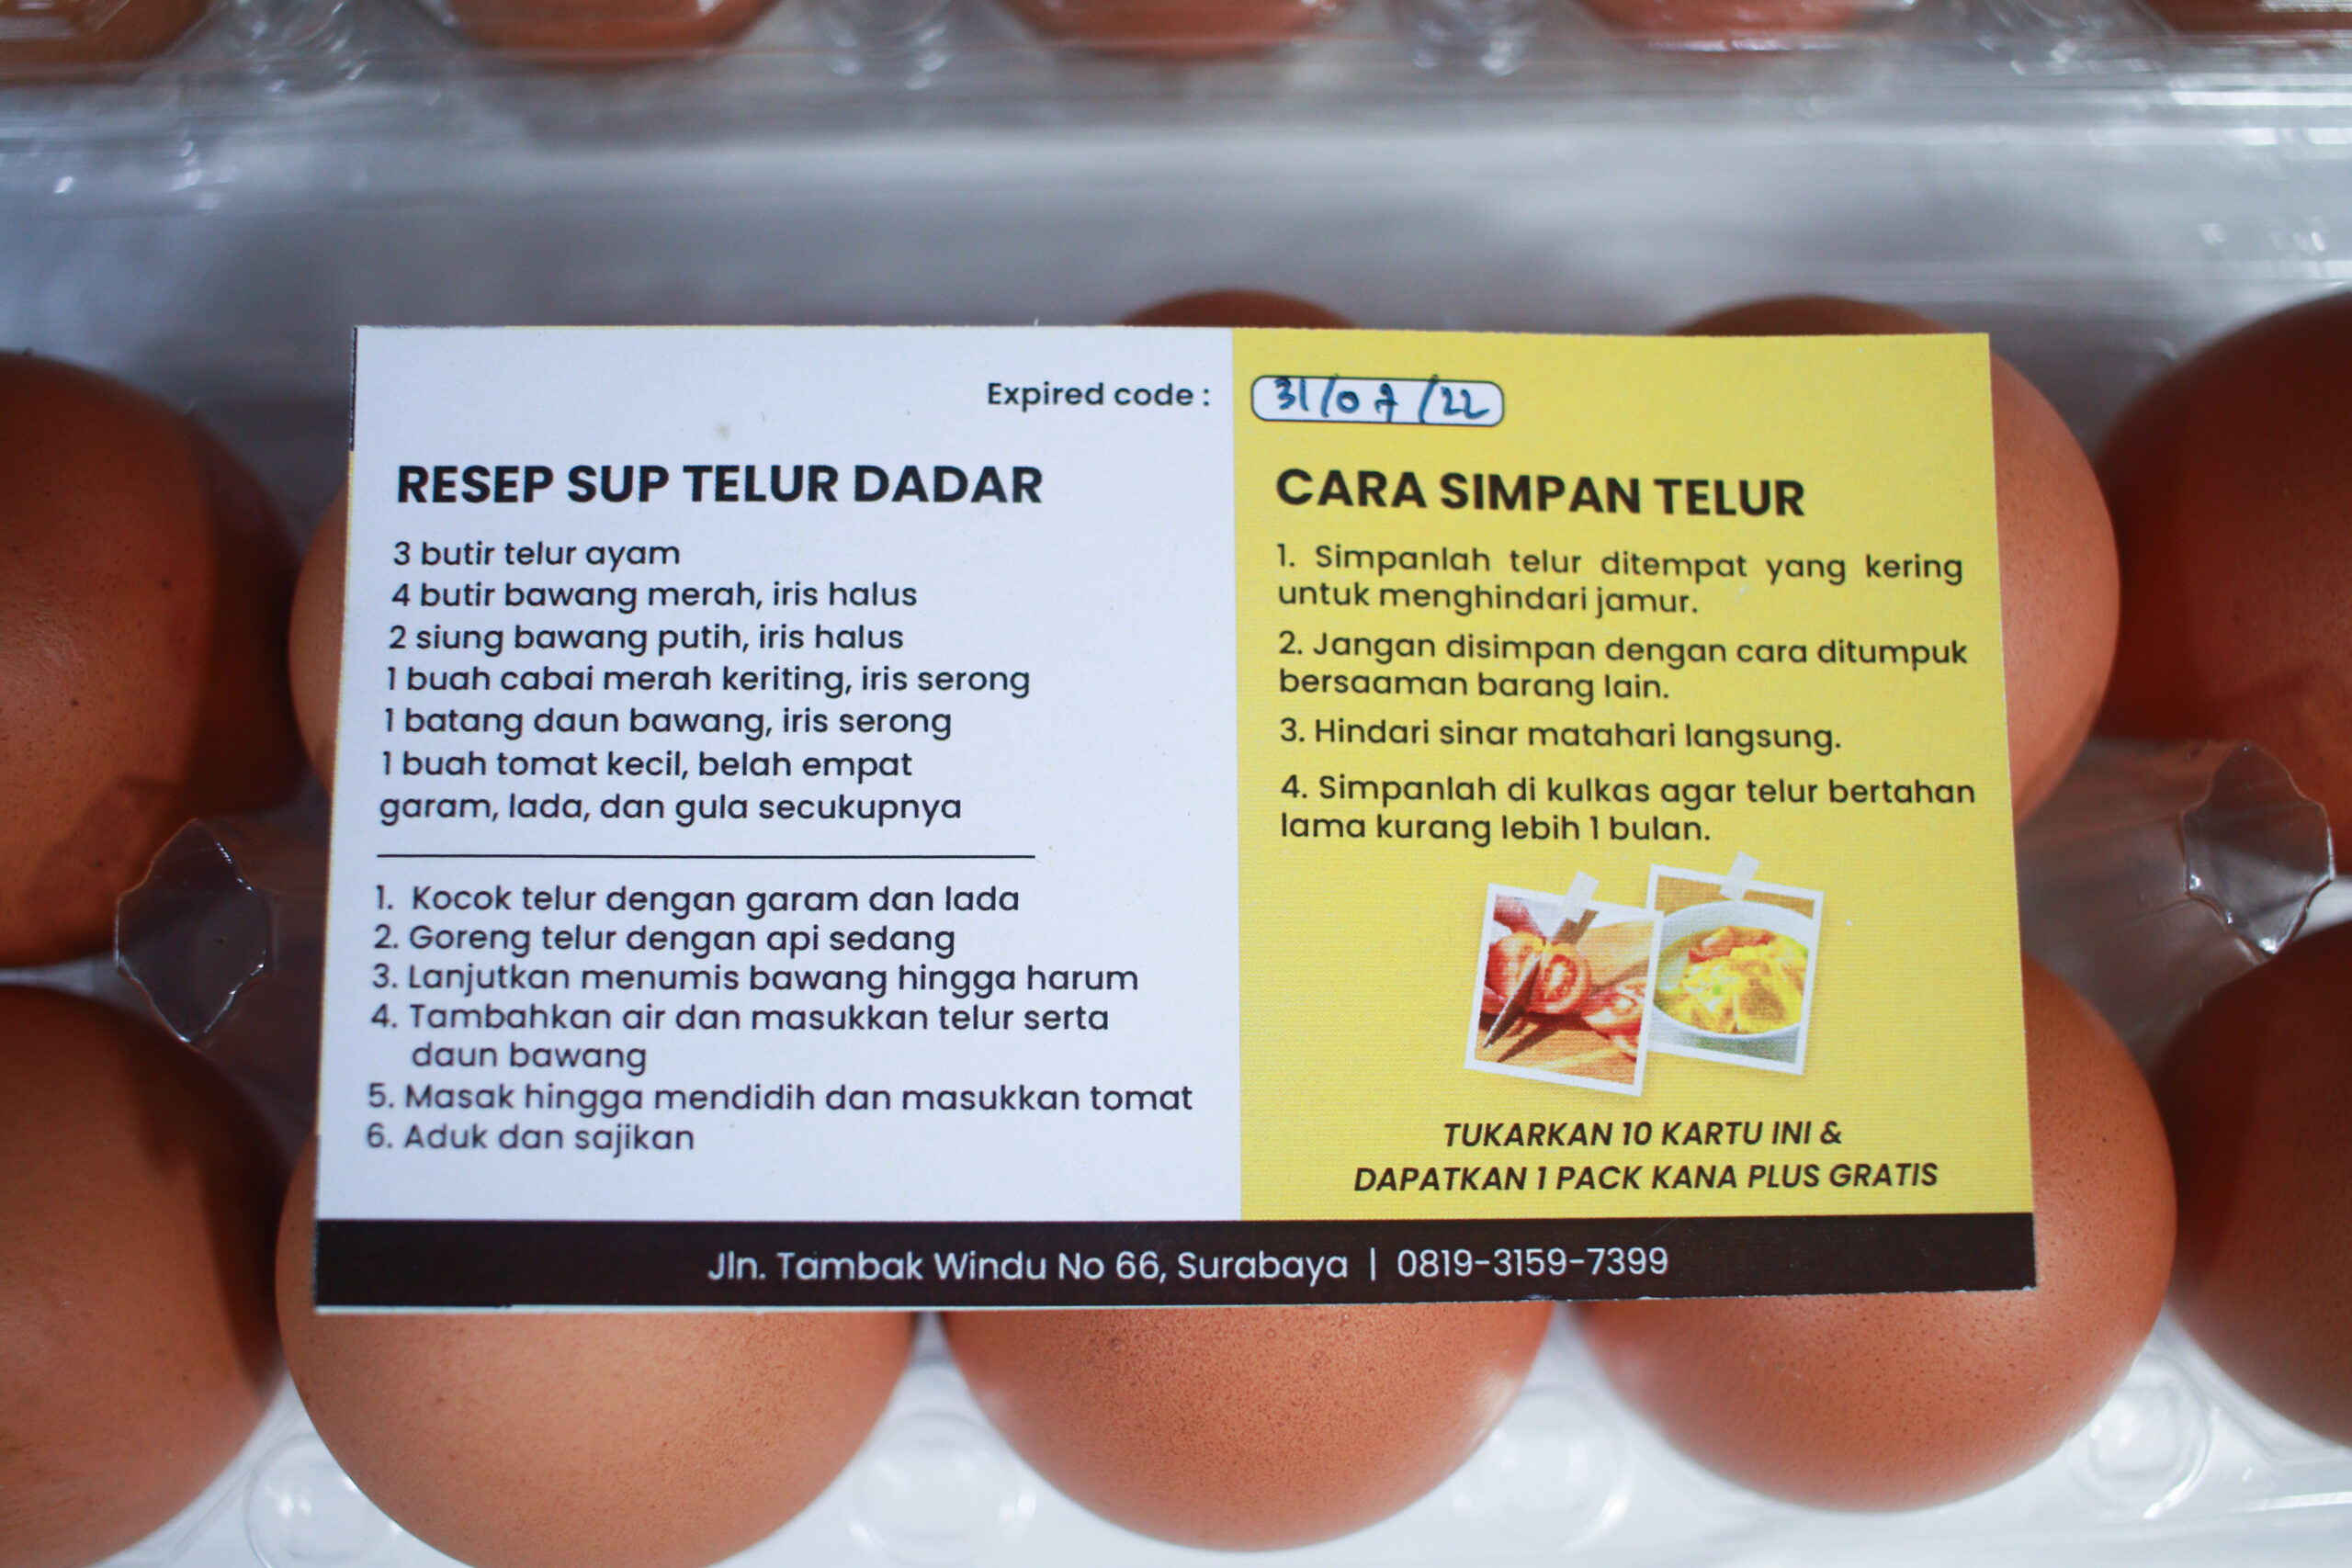 Expired code : 31/07/22
RESEP SUP TELUR DADAR
3 butir telur ayam
4 butir bawang merah, iris halus
2 siung bawang putih, iris halus
1 buah cabai merah keriting, iris serong
1 batang daun bawang, iris serong
1 buah tomat kecil, belah empat
garam, lada, dan gula secukupnya
1. Kocok telur dengan garam dan lada
2. Goreng telur dengan api sedang
3. Lanjutkan menumis bawang hingga harum
4. Tambahkan air dan masukkan telur serta
daun bawang
5. Masak hingga mendidih dan masukkan tomat
6. Aduk dan sajikan
CARA SIMPAN TELUR
1. Simpanlah telur ditempat yang kering
untuk menghindari jamur.
2. Jangan disimpan dengan cara ditumpuk
bersaaman barang lain.
3. Hindari sinar matahari langsung.
4. Simpanlah di kulkas agar telur bertahan
lama kurang lebih 1 bulan.
TUKARKAN 10 KARTU INI &
DAPATKAN 1 PACK KANA PLUS GRATIS
Jln. Tambak Windu No 66, Surabaya | 0819-3159-7399